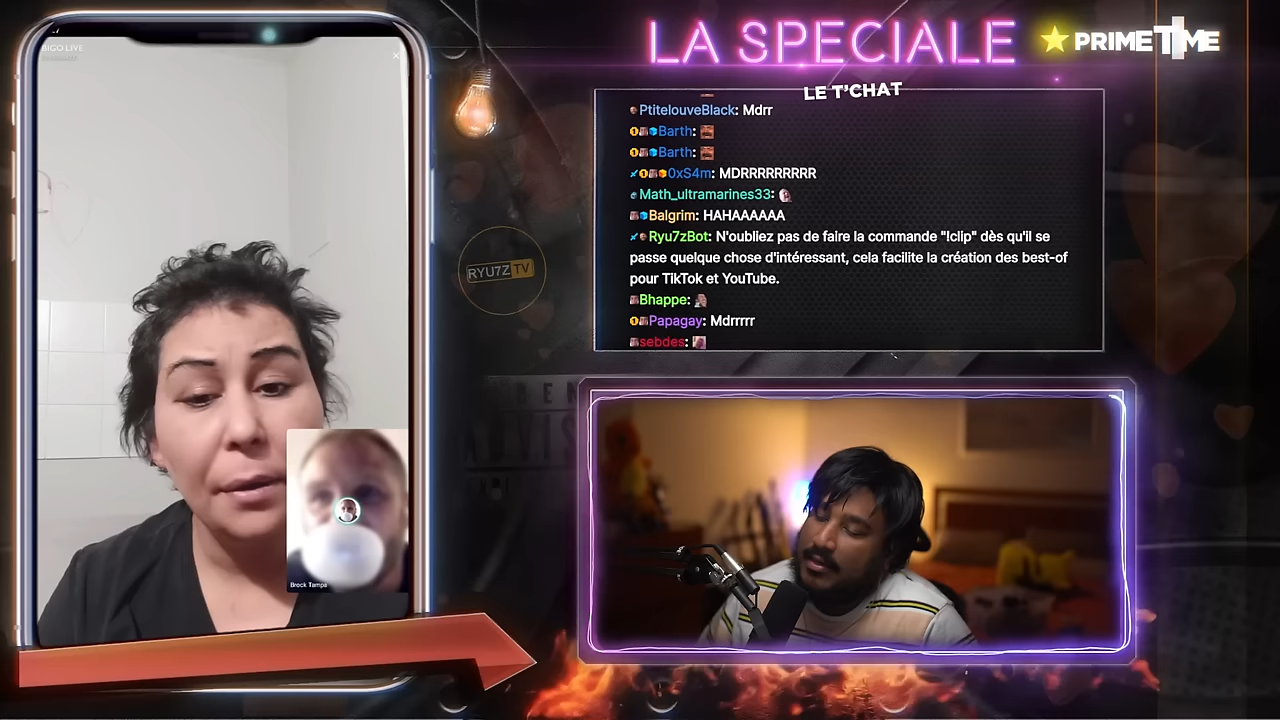 BIGO LIVE
LA SPECIALE
PRIMETIME
LE T'CHAT
PtitelouveBlack: Mdrr
Barth:
Barth:
0xS4m: MDRRRRRRRRR
Math_ultramarines33:
Balgrim: HAHAAAAAA
Ryu7zBot: N'oubliez pas de faire la commande "!clip" dès qu'il se
passe quelque chose d'intéressant, cela facilite la création des best-of
pour TikTok et YouTube.
Bhappe:
Papagay: Mdrrrrr
sebdes:
RYU7Z TV
Brock Tampa